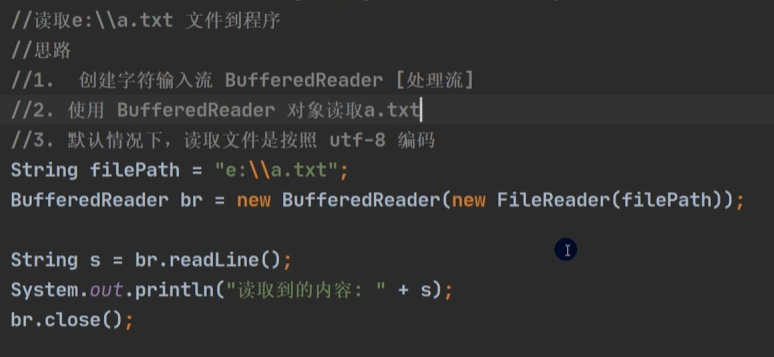 //读取e:\\a.txt 文件到程序
//思路
//1.  创建字符输入流 BufferedReader [处理流]
//2. 使用 BufferedReader 对象读取a.txt
//3. 默认情况下，读取文件是按照 utf-8 编码
String filePath = "e:\\a.txt";
BufferedReader br = new BufferedReader(new FileReader(filePath));
String s = br.readLine();
System.out.println("读取到的内容: " + s);
br.close();